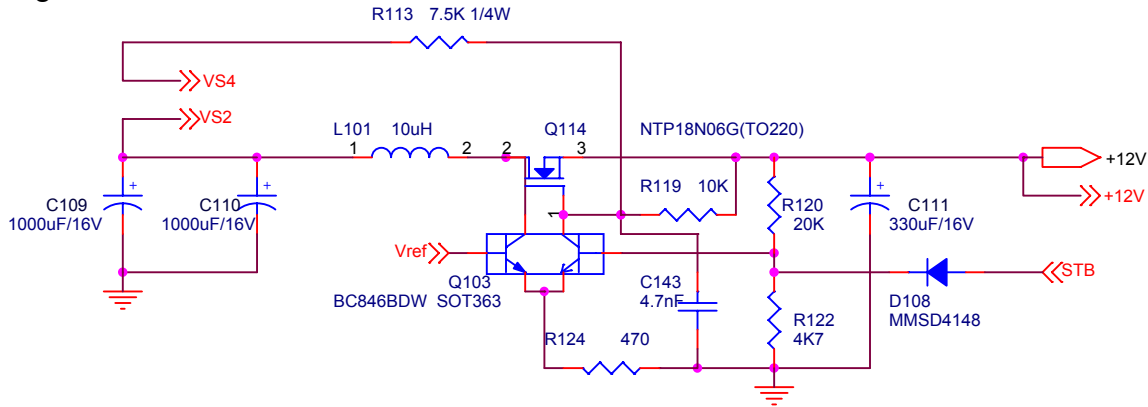 R113 7.5K 1/4W
VS4
VS2
L101 10uH Q114 NTP18N06G(TO220)
1 2 2 3
+12V
R119 10K
+12V
C109
1000uF/16V
C110
1000uF/16V
R120
20K
C111
330uF/16V
1
Vref
STB
Q103
BC846BDW SOT363
C143
4.7nF
D108
MMSD4148
R122
4K7
R124 470